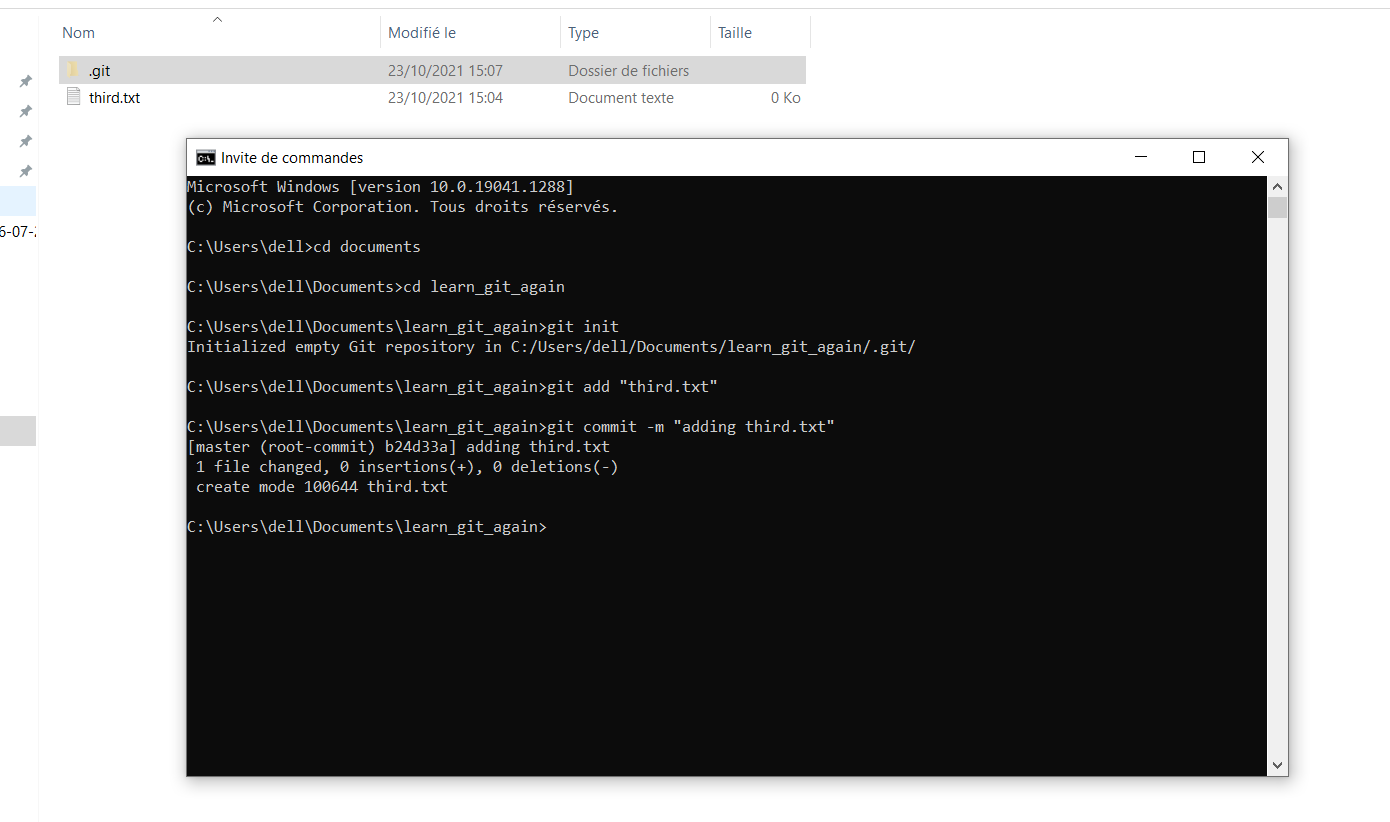 Nom Modifié le Type Taille
.git 23/10/2021 15:07 Dossier de fichiers
third.txt 23/10/2021 15:04 Document texte 0 Ko
Invite de commandes
Microsoft Windows [version 10.0.19041.1288]
(c) Microsoft Corporation. Tous droits réservés.
C:\Users\dell>cd documents
C:\Users\dell\Documents>cd learn_git_again
C:\Users\dell\Documents\learn_git_again>git init
Initialized empty Git repository in C:/Users/dell/Documents/learn_git_again/.git/
C:\Users\dell\Documents\learn_git_again>git add "third.txt"
C:\Users\dell\Documents\learn_git_again>git commit -m "adding third.txt"
[master (root-commit) b24d33a] adding third.txt
1 file changed, 0 insertions(+), 0 deletions(-)
create mode 100644 third.txt
C:\Users\dell\Documents\learn_git_again>